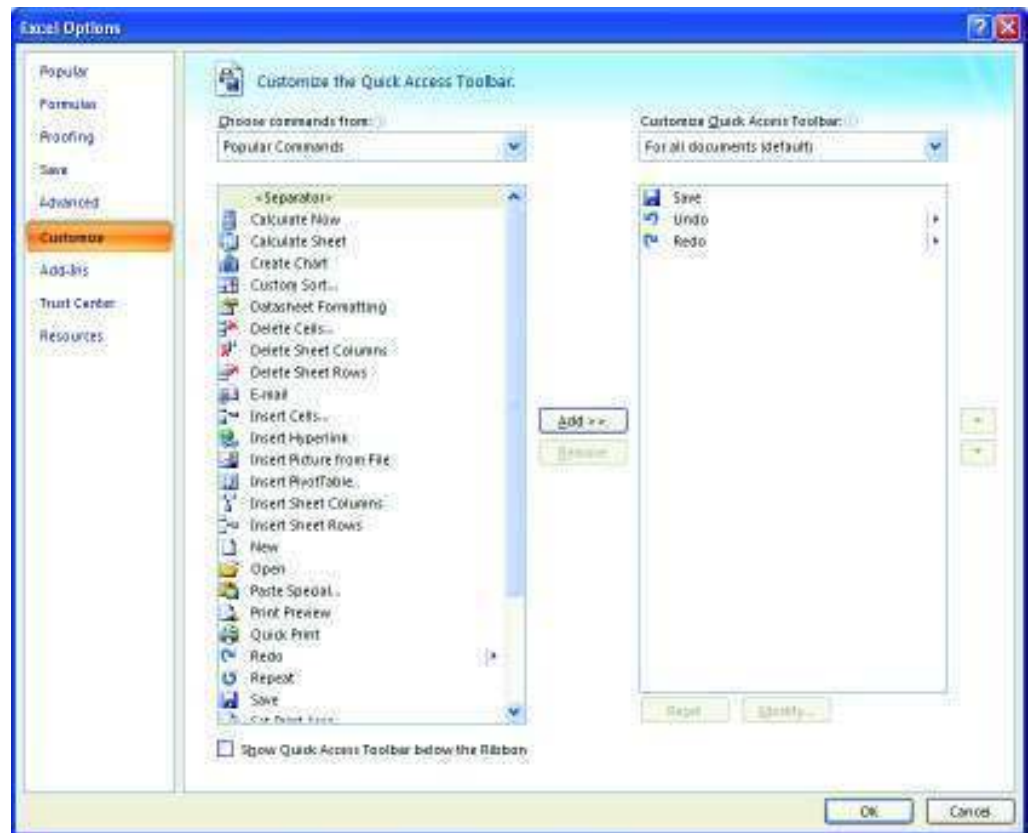 Excel Options
Popular
Formulas
Proofing
Save
Advanced
Customize
Add-Ins
Trust Center
Resources
Customize the Quick Access Toolbar.
Choose commands from:
Popular Commands
<Separator>
Calculate Now
Calculate Sheet
Create Chart
Custom Sort...
Datasheet Formatting
Delete Cells...
Delete Sheet Columns
Delete Sheet Rows
E-mail
Insert Cells...
Insert Hyperlink
Insert Picture from File
Insert PivotTable
Insert Sheet Columns
Insert Sheet Rows
New
Open
Paste Special...
Print Preview
Quick Print
Redo
Repeat
Save
Set Print Area
Show Quick Access Toolbar below the Ribbon
Add >>
Remove
Customize Quick Access Toolbar:
For all documents (default)
Save
Undo
Redo
Reset
Modify...
OK
Cancel